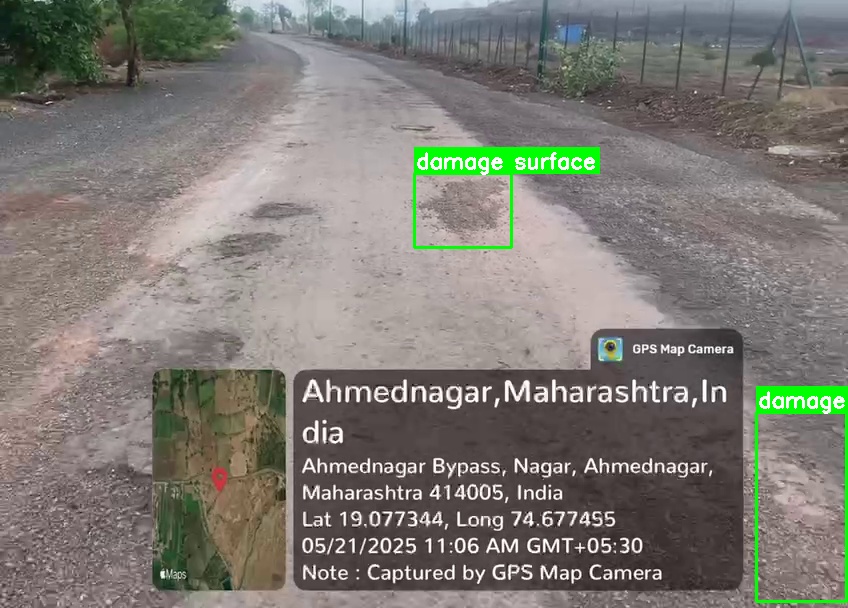 damage surface
GPS Map Camera
damage
Ahmednagar,Maharashtra,In
dia
Ahmednagar Bypass, Nagar, Ahmednagar,
Maharashtra 414005, India
Lat 19.077344, Long 74.677495
05/21/2025 11:06 AM GMT+05:30
Note : Captured by GPS Map Camera
Maps